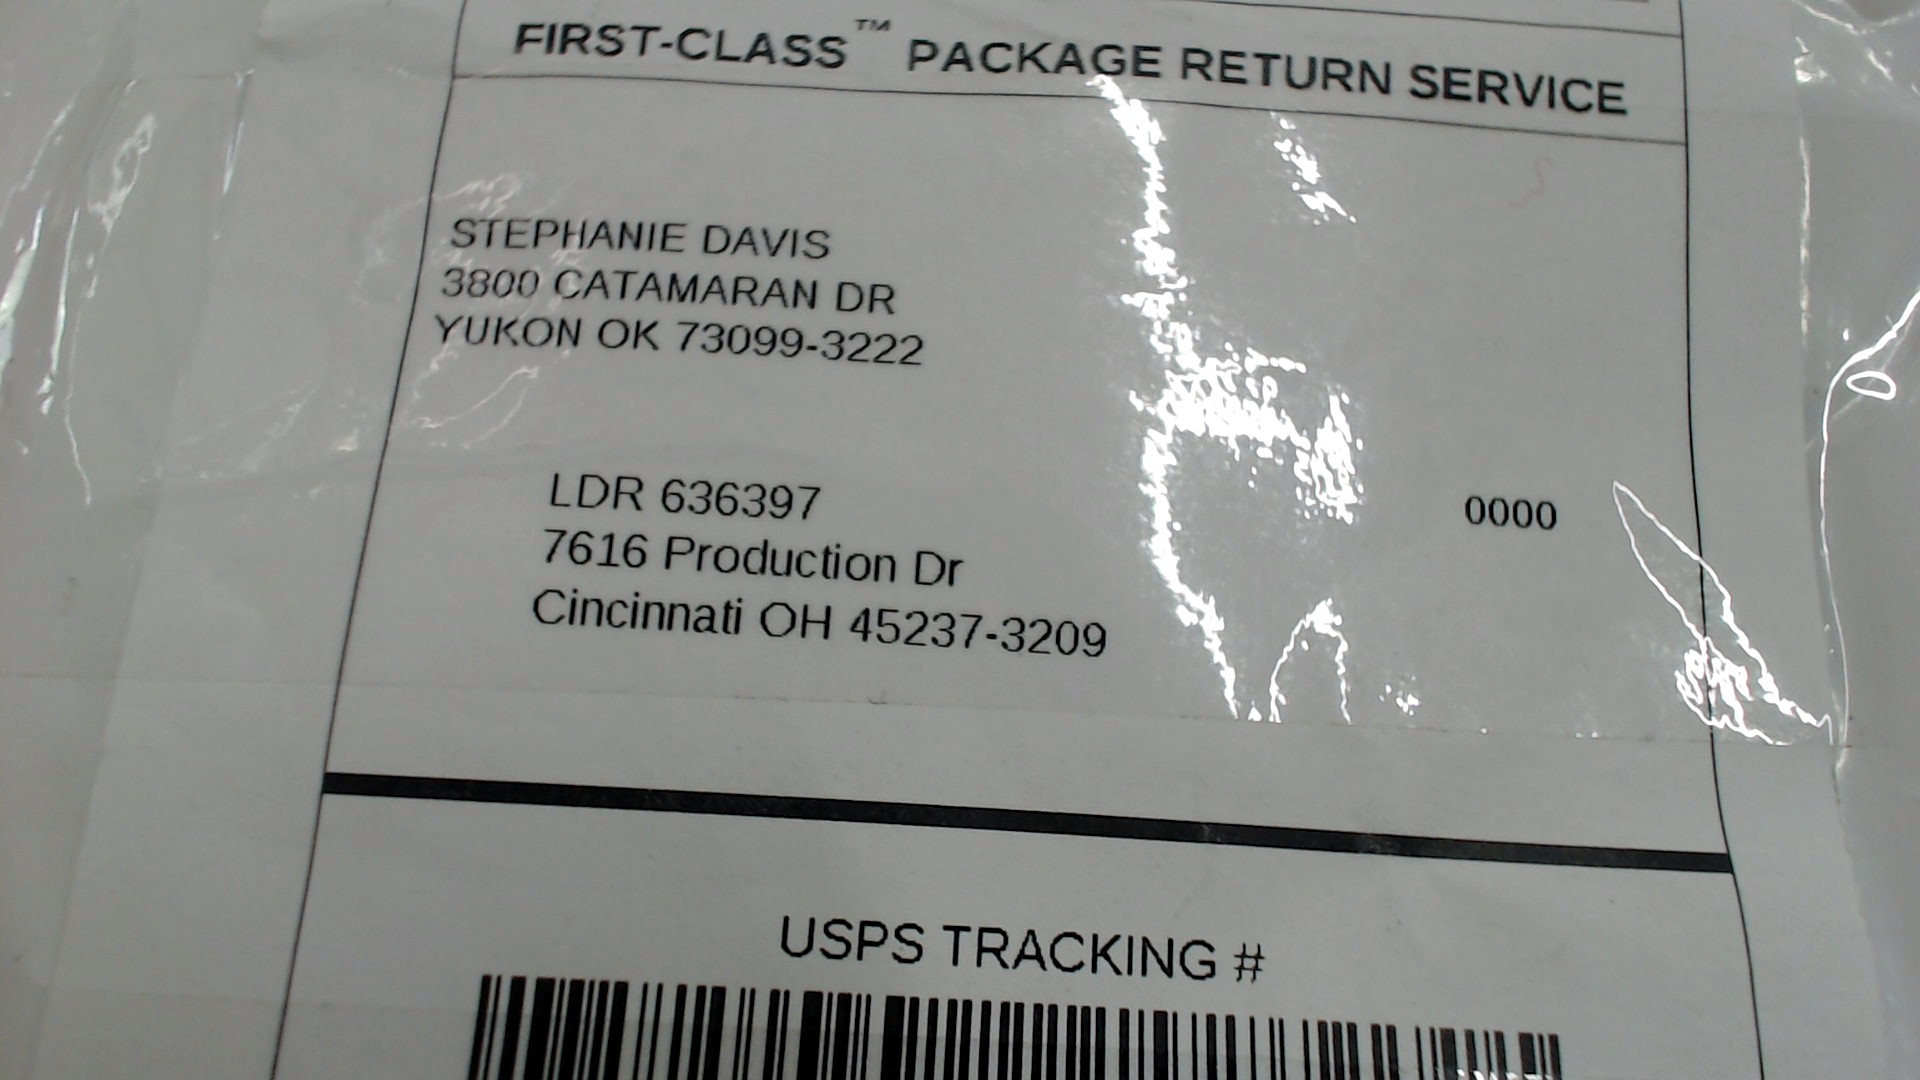 FIRST-CLASS™ PACKAGE RETURN SERVICE
STEPHANIE DAVIS
3800 CATAMARAN DR
YUKON OK 73099-3222
LDR 636397
0000
7616 Production Dr
Cincinnati OH 45237-3209
USPS TRACKING #